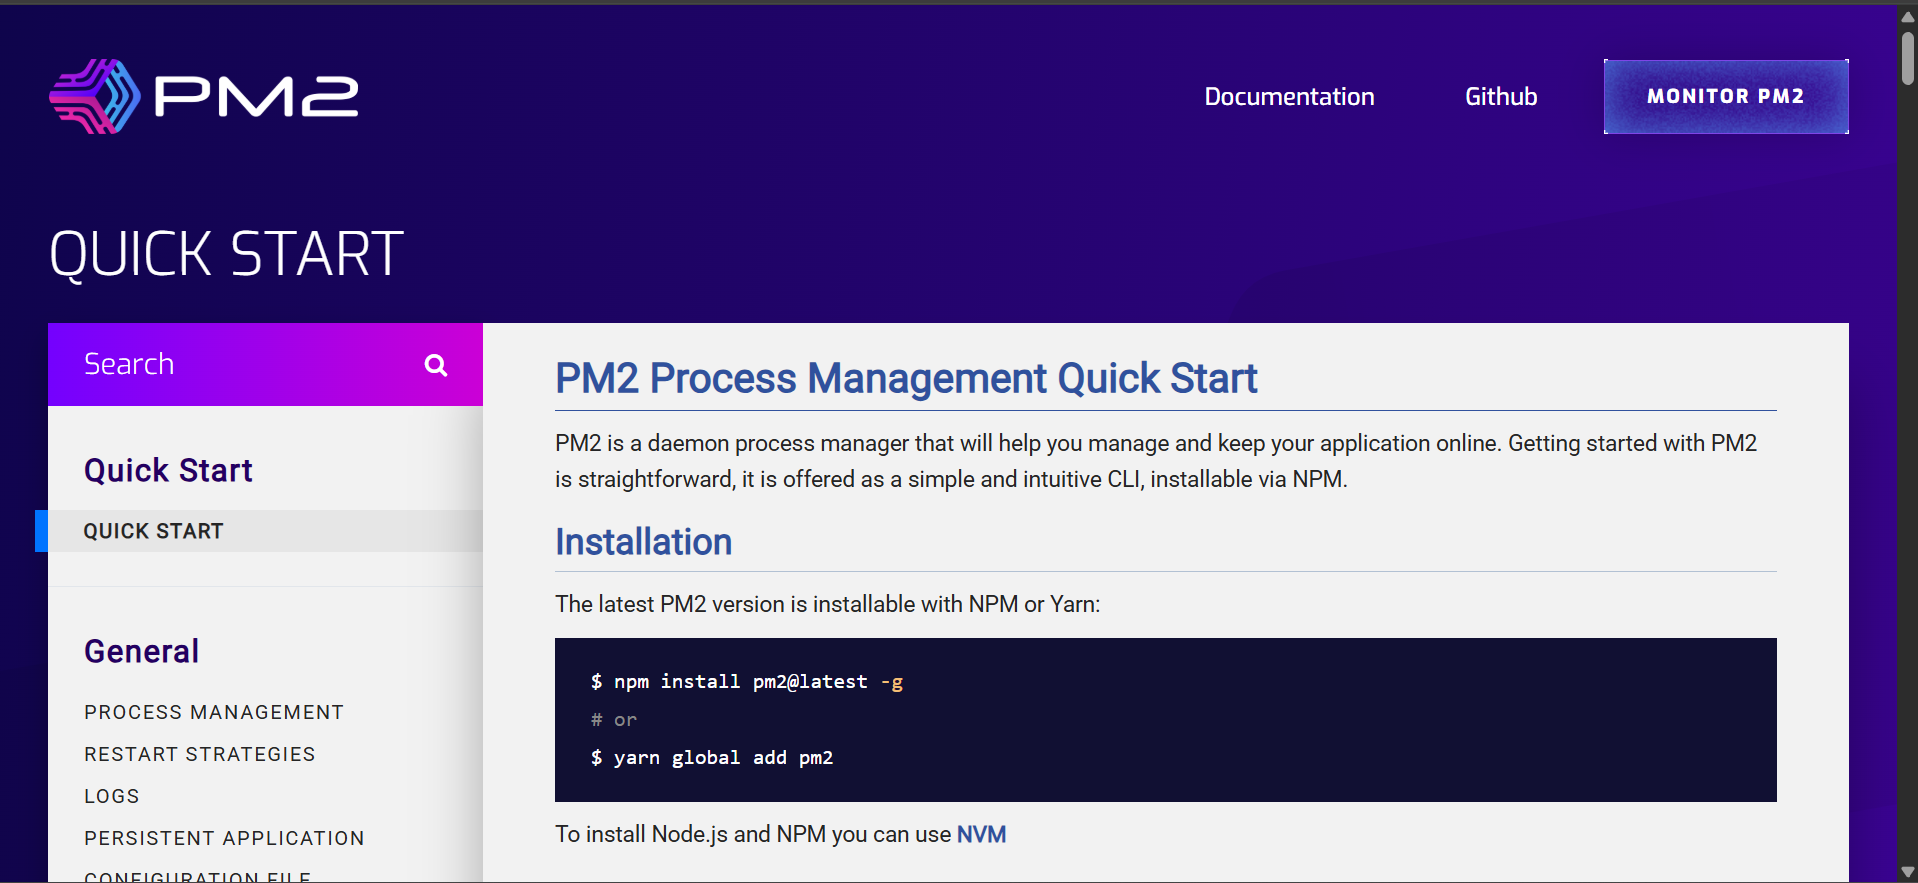 PM2
Documentation
Github
MONITOR PM2
QUICK START
Search
Quick Start
QUICK START
General
PROCESS MANAGEMENT
RESTART STRATEGIES
LOGS
PERSISTENT APPLICATION
CONFIGURATION FILE
PM2 Process Management Quick Start
PM2 is a daemon process manager that will help you manage and keep your application online. Getting started with PM2
is straightforward, it is offered as a simple and intuitive CLI, installable via NPM.
Installation
The latest PM2 version is installable with NPM or Yarn:
$ npm install pm2@latest -g
# or
$ yarn global add pm2
To install Node.js and NPM you can use NVM